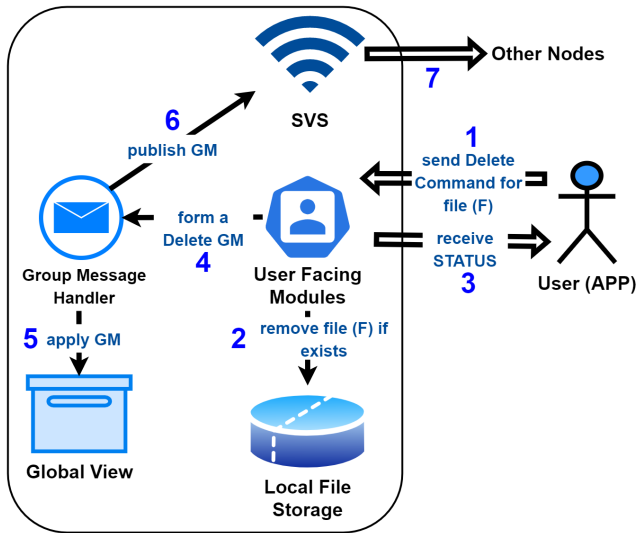 Other Nodes
7
SVS
6
publish GM
1
send Delete
Command for
file (F)
form a
Delete GM
4
receive
STATUS
3
User (APP)
Group Message
Handler
User Facing
Modules
5
apply GM
2
remove file (F) if
exists
Global View
Local File
Storage